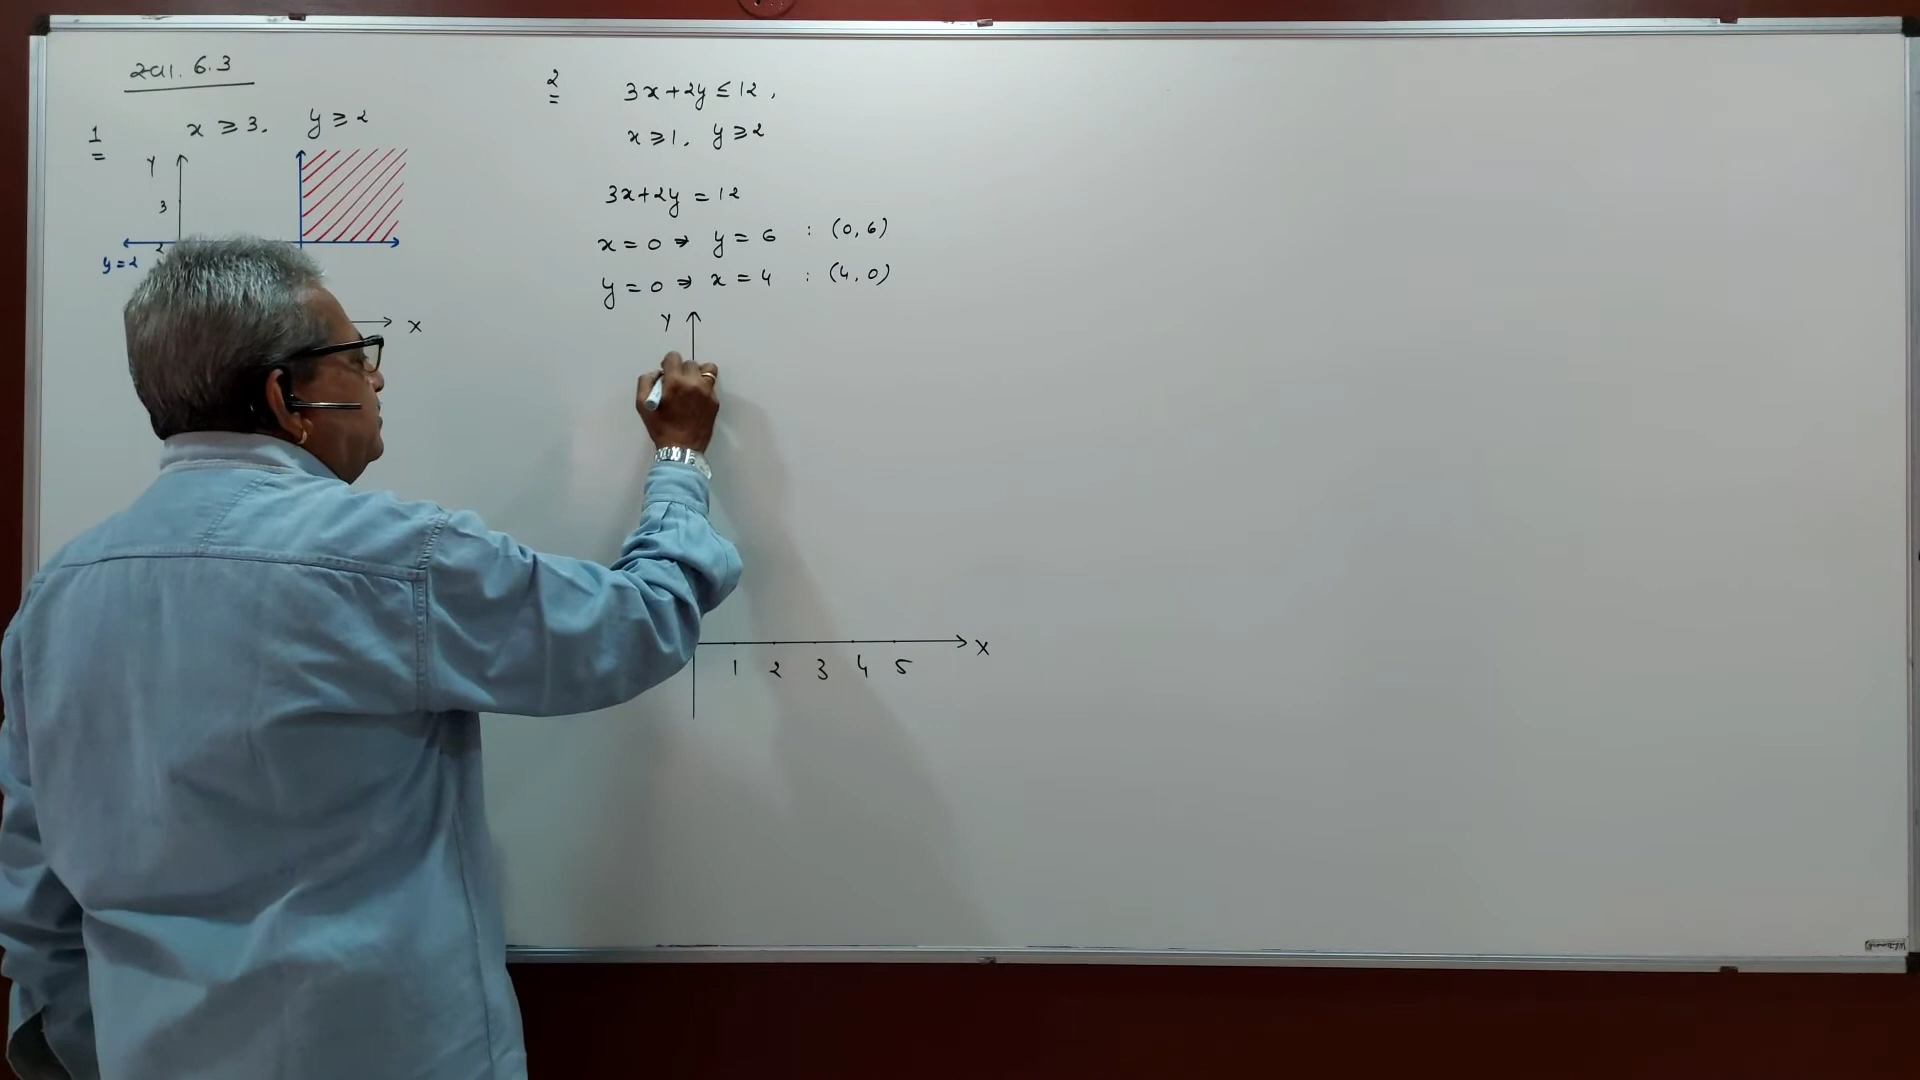 स्वा. 6.3
1
x ≥ 3. y ≥ 2
Y
3
2
y = 2
X
2
3x + 2y ≤ 12,
x ≥ 1. y ≥ 2
3x + 2y = 12
x = 0 ⇒ y = 6 : (0, 6)
y = 0 ⇒ x = 4 : (4, 0)
Y
X
1 2 3 4 5